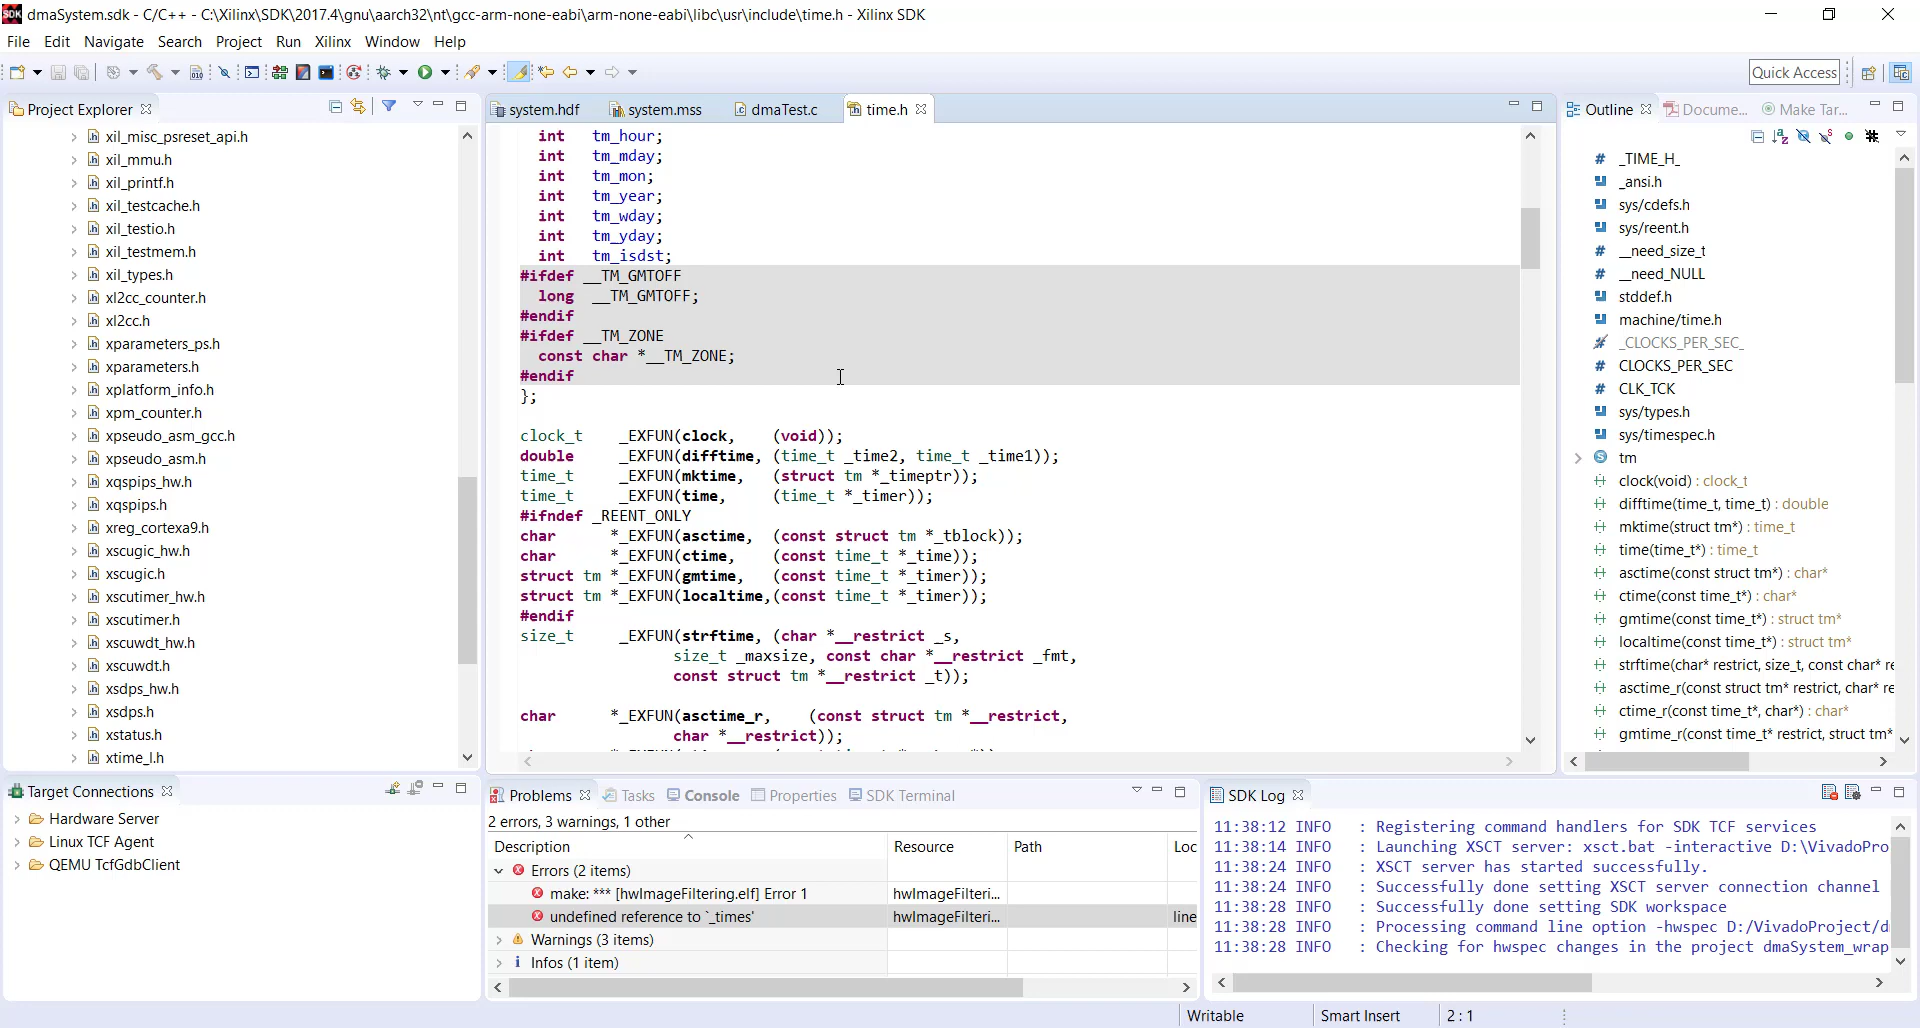 SDK dmaSystem.sdk - C/C++ - C:\Xilinx\SDK\2017.4\gnu\aarch32\nt\gcc-arm-none-eabi\arm-none-eabi\libc\usr\include\time.h - Xilinx SDK
File Edit Navigate Search Project Run Xilinx Window Help
Quick Access
Project Explorer
xil_misc_psreset_api.h
xil_mmu.h
xil_printf.h
xil_testcache.h
xil_testio.h
xil_testmem.h
xil_types.h
xl2cc_counter.h
xl2cc.h
xparameters_ps.h
xparameters.h
xplatform_info.h
xpm_counter.h
xpseudo_asm_gcc.h
xpseudo_asm.h
xqspips_hw.h
xqspips.h
xreg_cortexa9.h
xscugic_hw.h
xscugic.h
xscutimer_hw.h
xscutimer.h
xscuwdt_hw.h
xscuwdt.h
xsdps_hw.h
xsdps.h
xstatus.h
xtime_l.h
system.hdf system.mss dmaTest.c time.h
int tm_hour;
int tm_mday;
int tm_mon;
int tm_year;
int tm_wday;
int tm_yday;
int tm_isdst;
#ifdef __TM_GMTOFF
long __TM_GMTOFF;
#endif
#ifdef __TM_ZONE
const char *__TM_ZONE;
#endif
};
clock_t _EXFUN(clock, (void));
double _EXFUN(difftime, (time_t _time2, time_t _time1));
time_t _EXFUN(mktime, (struct tm *_timeptr));
time_t _EXFUN(time, (time_t *_timer));
#ifndef _REENT_ONLY
char *_EXFUN(asctime, (const struct tm *_tblock));
char *_EXFUN(ctime, (const time_t *_time));
struct tm *_EXFUN(gmtime, (const time_t *_timer));
struct tm *_EXFUN(localtime,(const time_t *_timer));
#endif
size_t _EXFUN(strftime, (char *__restrict _s,
size_t _maxsize, const char *__restrict _fmt,
const struct tm *__restrict _t));
char *_EXFUN(asctime_r, (const struct tm *__restrict,
char *__restrict));
Outline Docume... Make Tar...
_TIME_H_
_ansi.h
sys/cdefs.h
sys/reent.h
__need_size_t
__need_NULL
stddef.h
machine/time.h
_CLOCKS_PER_SEC_
CLOCKS_PER_SEC
CLK_TCK
sys/types.h
sys/timespec.h
tm
clock(void) : clock_t
difftime(time_t, time_t) : double
mktime(struct tm*) : time_t
time(time_t*) : time_t
asctime(const struct tm*) : char*
ctime(const time_t*) : char*
gmtime(const time_t*) : struct tm*
localtime(const time_t*) : struct tm*
strftime(char* restrict, size_t, const char* re
asctime_r(const struct tm* restrict, char* re
ctime_r(const time_t*, char*) : char*
gmtime_r(const time_t* restrict, struct tm*
Target Connections
Hardware Server
Linux TCF Agent
QEMU TcfGdbClient
Problems Tasks Console Properties SDK Terminal
2 errors, 3 warnings, 1 other
Description Resource Path Loc
Errors (2 items)
make: *** [hwImageFiltering.elf] Error 1 hwImageFilteri...
undefined reference to `_times' hwImageFilteri... line
Warnings (3 items)
Infos (1 item)
SDK Log
11:38:12 INFO : Registering command handlers for SDK TCF services
11:38:14 INFO : Launching XSCT server: xsct.bat -interactive D:\VivadoPro
11:38:24 INFO : XSCT server has started successfully.
11:38:24 INFO : Successfully done setting XSCT server connection channel
11:38:28 INFO : Successfully done setting SDK workspace
11:38:28 INFO : Processing command line option -hwspec D:/VivadoProject/d
11:38:28 INFO : Checking for hwspec changes in the project dmaSystem_wrap
Writable Smart Insert 2 : 1